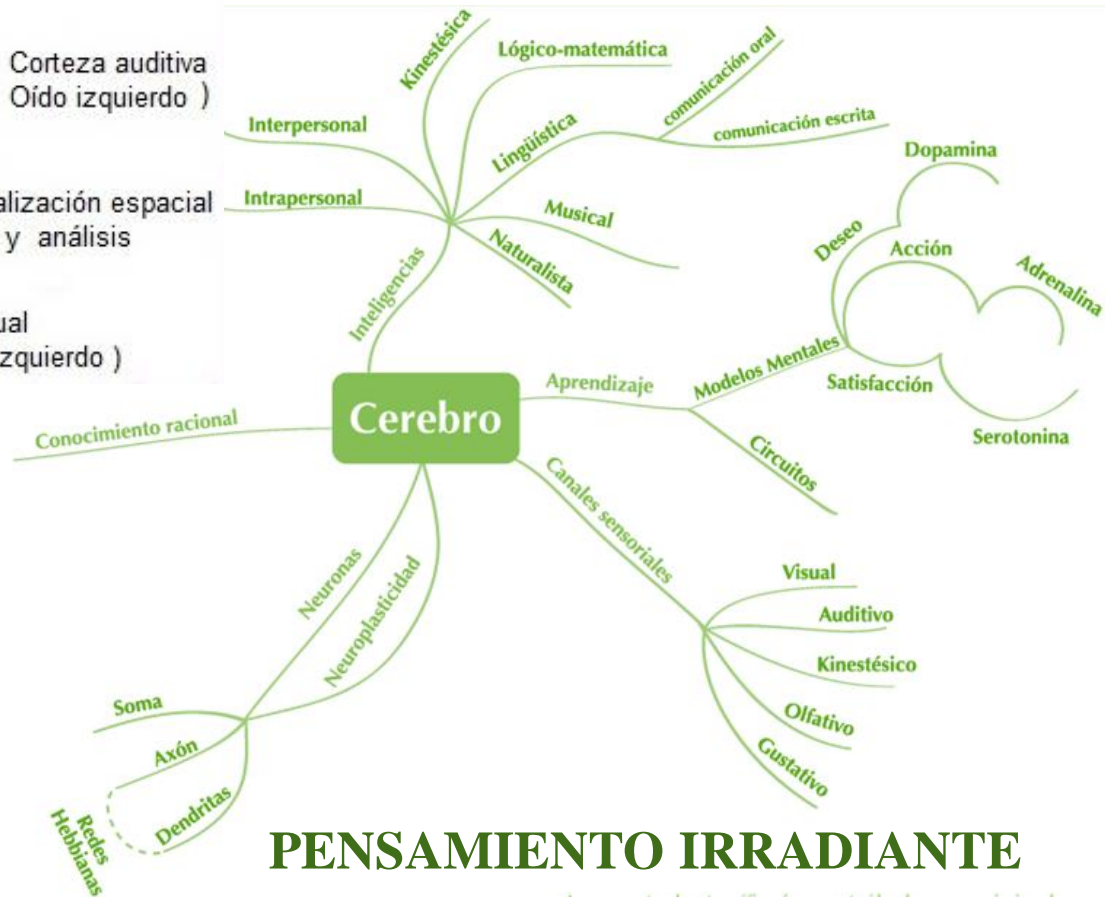 Corteza auditiva
Oído izquierdo )
alización espacial
y análisis
ual
zquierdo )
Kinestésica
Lógico-matemática
comunicación oral
Interpersonal
Lingüística
comunicación escrita
Dopamina
Intrapersonal
Musical
Naturalista
Deseo
Acción
Adrenalina
Inteligencias
Modelos Mentales
Satisfacción
Aprendizaje
Cerebro
Conocimiento racional
Serotonina
Circuitos
Canales sensoriales
Neuronas
Neuroplasticidad
Visual
Auditivo
Kinestésico
Olfativo
Gustativo
Soma
Axón
Dendritas
Redes
Hebbianas
PENSAMIENTO IRRADIANTE